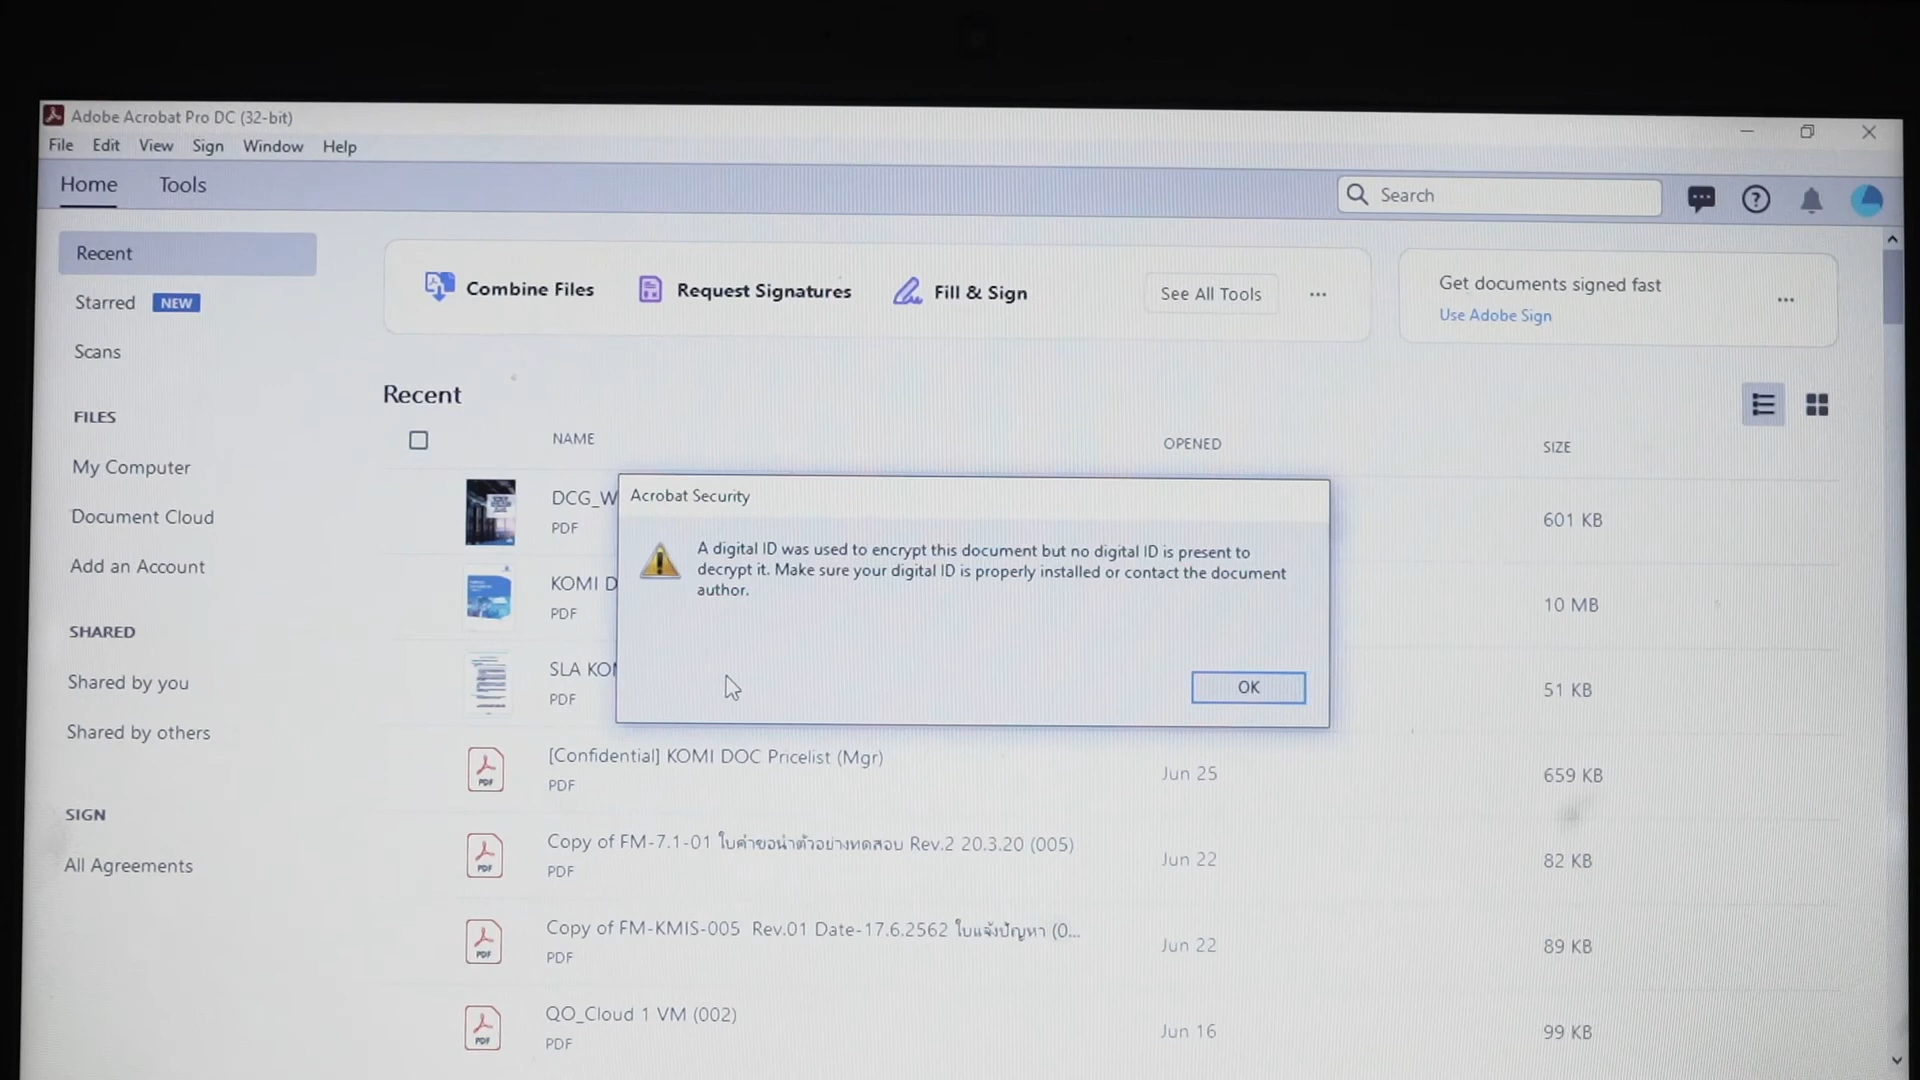 Adobe Acrobat Pro DC (32-bit)
File Edit View Sign Window Help
Home Tools
Search
Recent
Starred NEW
Scans
FILES
My Computer
Document Cloud
Add an Account
SHARED
Shared by you
Shared by others
SIGN
All Agreements
Combine Files
Request Signatures
Fill & Sign
See All Tools
Get documents signed fast
Use Adobe Sign
Recent
NAME OPENED SIZE
DCG_W
PDF
601 KB
KOMI D
PDF
10 MB
SLA KO
PDF
51 KB
Acrobat Security
A digital ID was used to encrypt this document but no digital ID is present to
decrypt it. Make sure your digital ID is properly installed or contact the document
author.
OK
[Confidential] KOMI DOC Pricelist (Mgr)
PDF
Jun 25
659 KB
Copy of FM-7.1-01 ใบคำขอนำตัวอย่างทดสอบ Rev.2 20.3.20 (005)
PDF
Jun 22
82 KB
Copy of FM-KMIS-005 Rev.01 Date-17.6.2562 ใบแจ้งปัญหา (0...
PDF
Jun 22
89 KB
QO_Cloud 1 VM (002)
PDF
Jun 16
99 KB